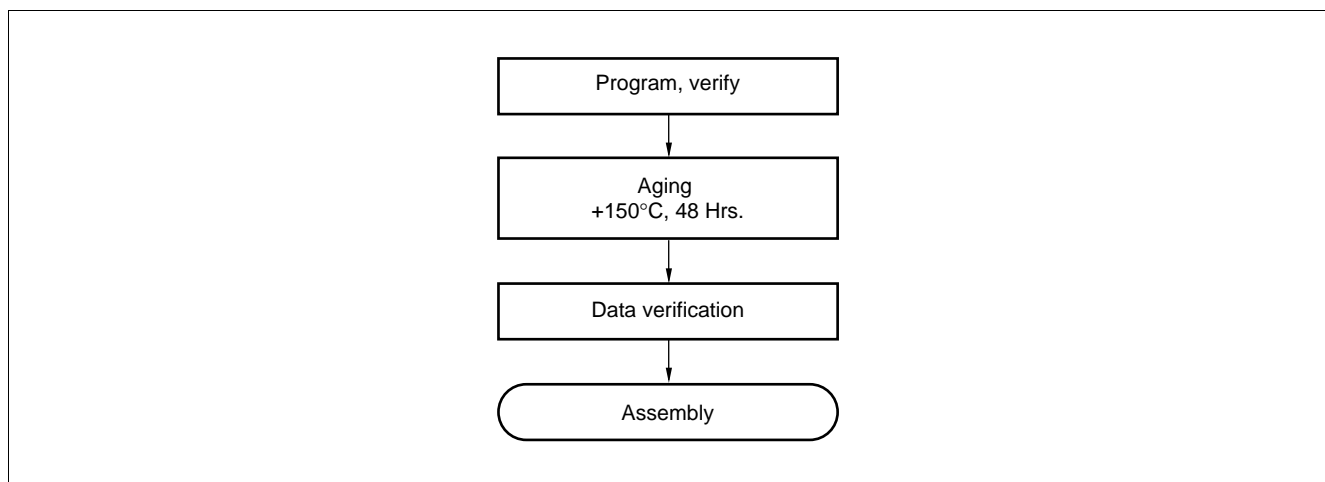 Program, verify
Aging
+150°C, 48 Hrs.
Data verification
Assembly